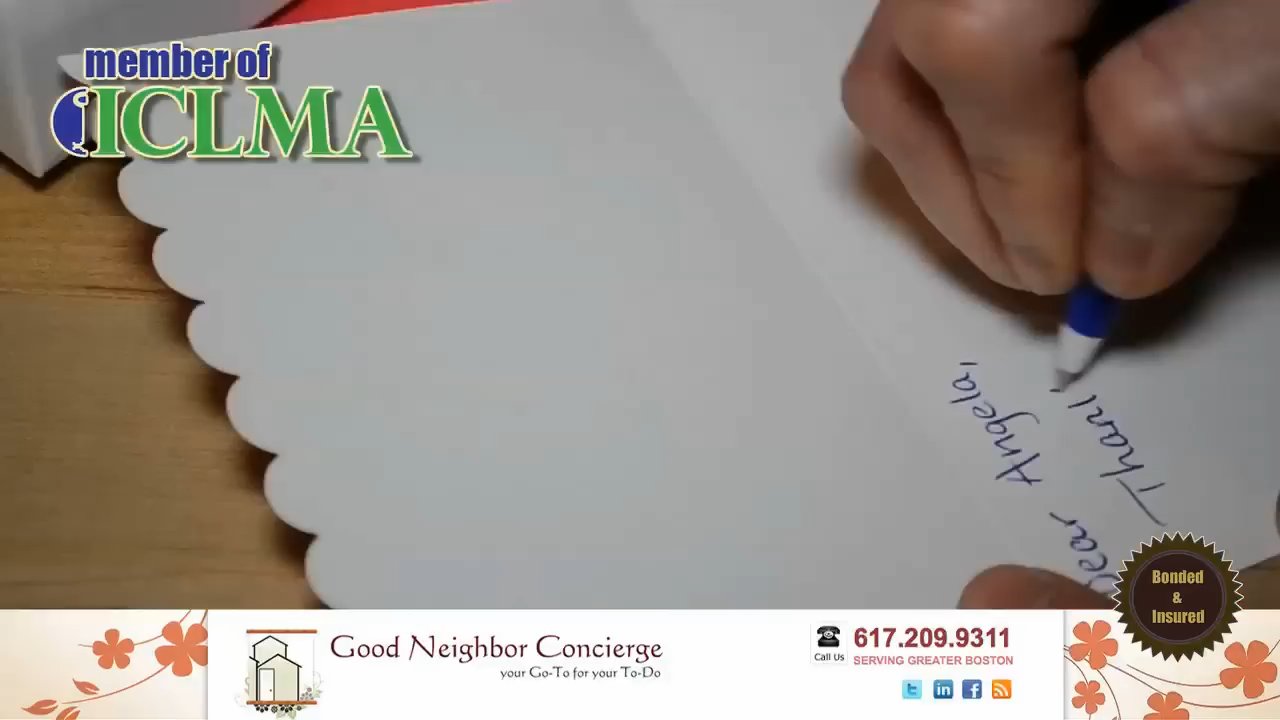 member of
ICLMA
Dear Angela,
Than
Bonded
&
Insured
Good Neighbor Concierge
your Go-To for your To-Do
617.209.9311
Call Us
SERVING GREATER BOSTON